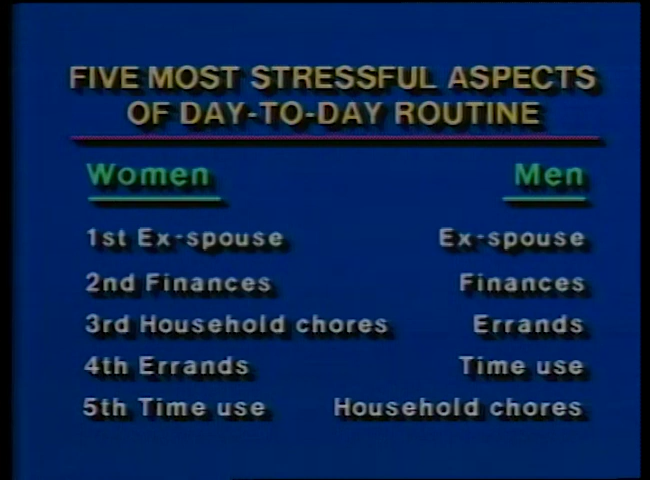 FIVE MOST STRESSFUL ASPECTS
OF DAY-TO-DAY ROUTINE
Women Men
1st Ex-spouse Ex-spouse
2nd Finances Finances
3rd Household chores Errands
4th Errands Time use
5th Time use Household chores